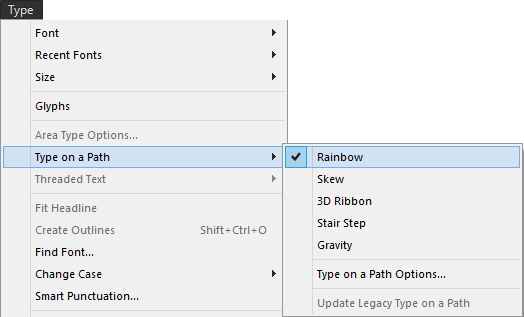 Type
Font
Recent Fonts
Size
Glyphs
Area Type Options...
Type on a Path
Threaded Text
Fit Headline
Create Outlines Shift+Ctrl+O
Find Font...
Change Case
Smart Punctuation...
Rainbow
Skew
3D Ribbon
Stair Step
Gravity
Type on a Path Options...
Update Legacy Type on a Path